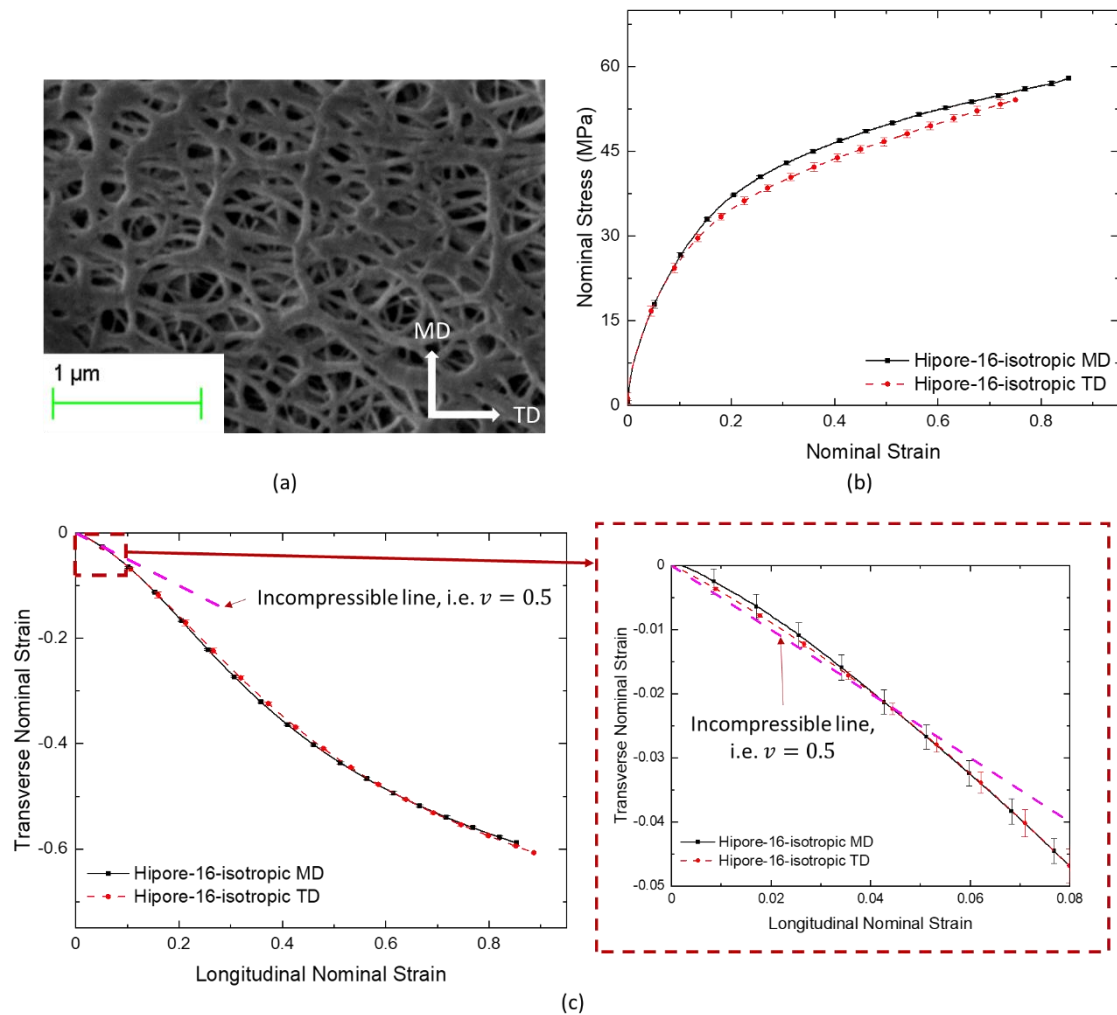 MD
TD
1 µm
(a)
60
45
30
15
0
Nominal Stress (MPa)
Hipore-16-isotropic MD
Hipore-16-isotropic TD
0
0.2
0.4
0.6
0.8
Nominal Strain
(b)
0
-0.2
-0.4
-0.6
Transverse Nominal Strain
Incompressible line, i.e. v = 0.5
Hipore-16-isotropic MD
Hipore-16-isotropic TD
0
0.2
0.4
0.6
0.8
Longitudinal Nominal Strain
0
-0.01
-0.02
-0.03
-0.04
-0.05
Transverse Nominal Strain
Incompressible line,
i.e. v = 0.5
Hipore-16-isotropic MD
Hipore-16-isotropic TD
0
0.02
0.04
0.06
0.08
Longitudinal Nominal Strain
(c)